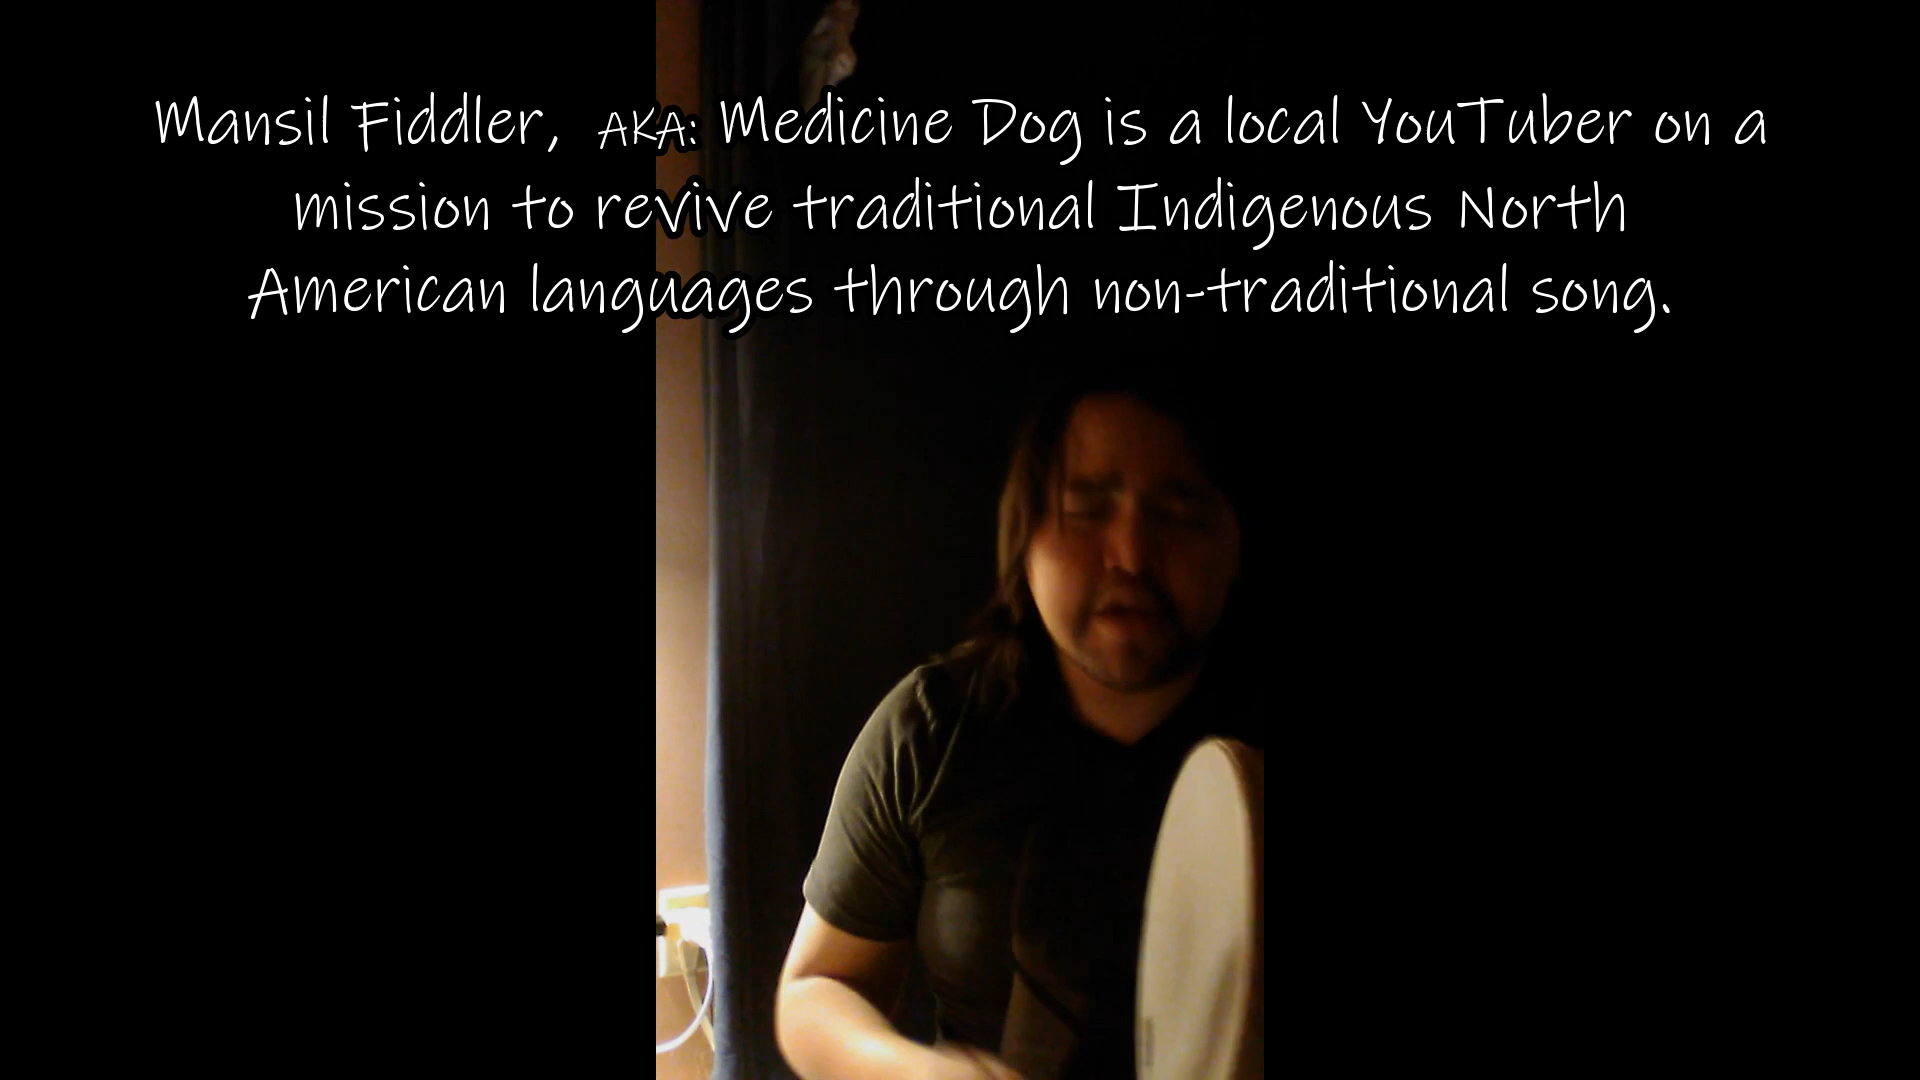 Mansil Fiddler, AKA: Medicine Dog is a local YouTuber on a
mission to revive traditional Indigenous North
American languages through non-traditional song.